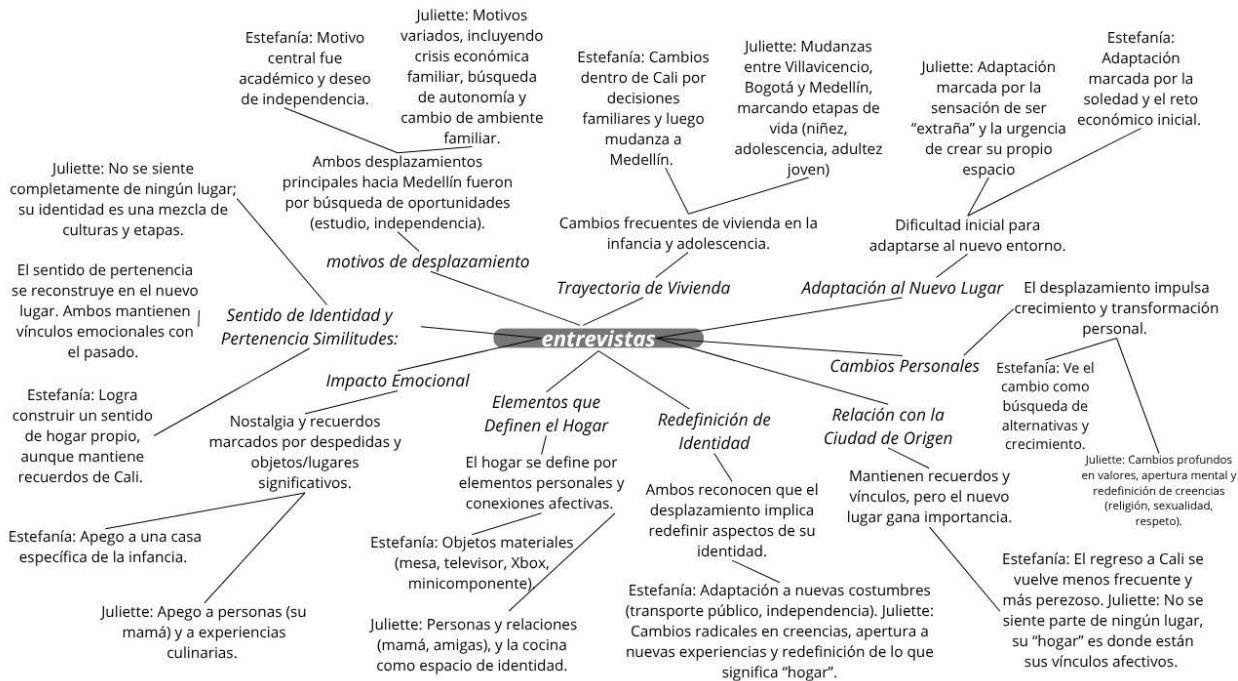 Estefanía: Motivo
central fue
académico y deseo
de independencia.
Juliette: Motivos
variados, incluyendo
crisis económica
familiar, búsqueda
de autonomía y
cambio de ambiente
familiar.
Ambos desplazamientos
principales hacia Medellín fueron
por búsqueda de oportunidades
(estudio, independencia).
motivos de desplazamiento
Estefanía: Cambios
dentro de Cali por
decisiones
familiares y luego
mudanza a
Medellín.
Juliette: Mudanzas
entre Villavicencio,
Bogotá y Medellín,
marcando etapas de
vida (niñez,
adolescencia, adultez
joven)
Cambios frecuentes de vivienda en la
infancia y adolescencia.
Trayectoria de Vivienda
Juliette: Adaptación
marcada por la
sensación de ser
“extraña” y la urgencia
de crear su propio
espacio
Estefanía:
Adaptación
marcada por la
soledad y el reto
económico inicial.
Dificultad inicial para
adaptarse al nuevo entorno.
Adaptación al Nuevo Lugar
Juliette: No se siente
completamente de ningún lugar;
su identidad es una mezcla de
culturas y etapas.
El sentido de pertenencia
se reconstruye en el nuevo
lugar. Ambos mantienen
vínculos emocionales con
el pasado.
Sentido de Identidad y
Pertenencia Similitudes:
Estefanía: Logra
construir un sentido
de hogar propio,
aunque mantiene
recuerdos de Cali.
entrevistas
El desplazamiento impulsa
crecimiento y transformación
personal.
Cambios Personales
Estefanía: Ve el
cambio como
búsqueda de
alternativas y
crecimiento.
Juliette: Cambios profundos
en valores, apertura mental y
redefinición de creencias
(religión, sexualidad,
respeto).
Impacto Emocional
Nostalgia y recuerdos
marcados por despedidas y
objetos/lugares
significativos.
Estefanía: Apego a una casa
específica de la infancia.
Juliette: Apego a personas (su
mamá) y a experiencias
culinarias.
Elementos que
Definen el Hogar
El hogar se define por
elementos personales y
conexiones afectivas.
Estefanía: Objetos materiales
(mesa, televisor, Xbox,
minicomponente).
Juliette: Personas y relaciones
(mamá, amigas), y la cocina
como espacio de identidad.
Redefinición de
Identidad
Ambos reconocen que el
desplazamiento implica
redefinir aspectos de su
identidad.
Estefanía: Adaptación a nuevas costumbres
(transporte público, independencia). Juliette:
Cambios radicales en creencias, apertura a
nuevas experiencias y redefinición de lo que
significa “hogar”.
Relación con la
Ciudad de Origen
Mantienen recuerdos y
vínculos, pero el nuevo
lugar gana importancia.
Estefanía: El regreso a Cali se
vuelve menos frecuente y
más perezoso. Juliette: No se
siente parte de ningún lugar,
su “hogar” es donde están
sus vínculos afectivos.